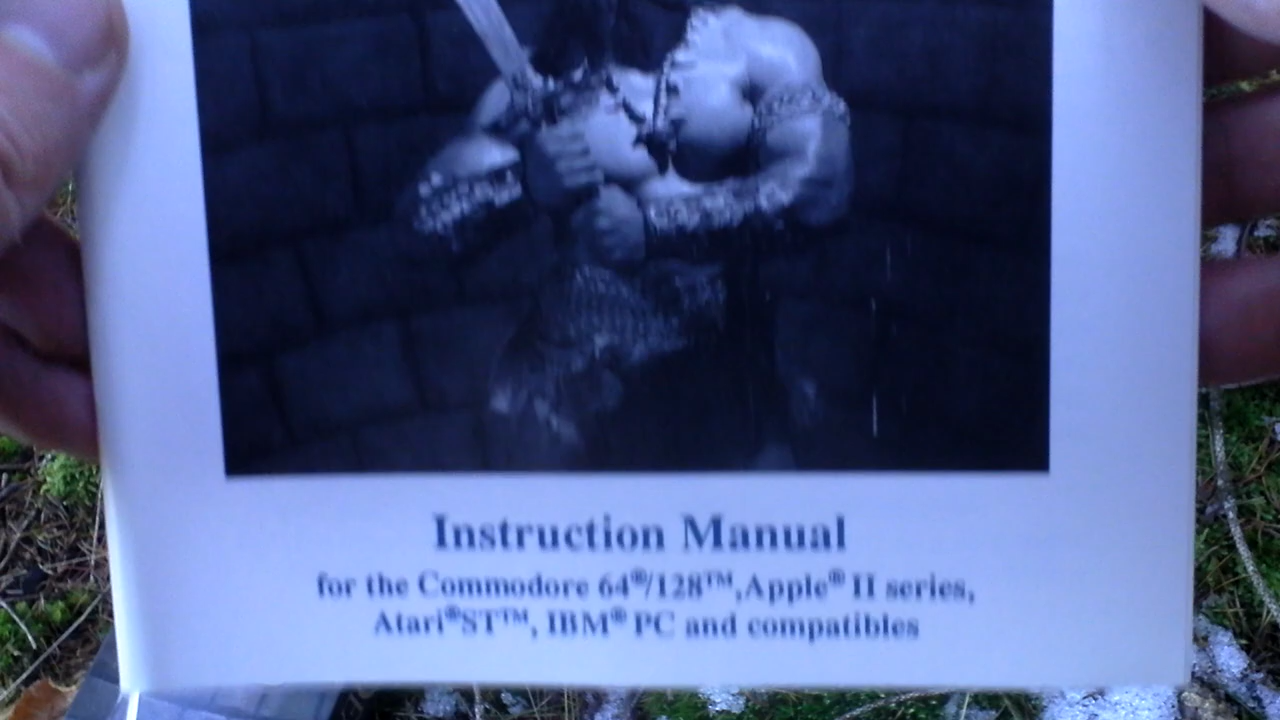 Instruction Manual
for the Commodore 64®/128™,Apple® II series,
Atari®ST™, IBM® PC and compatibles